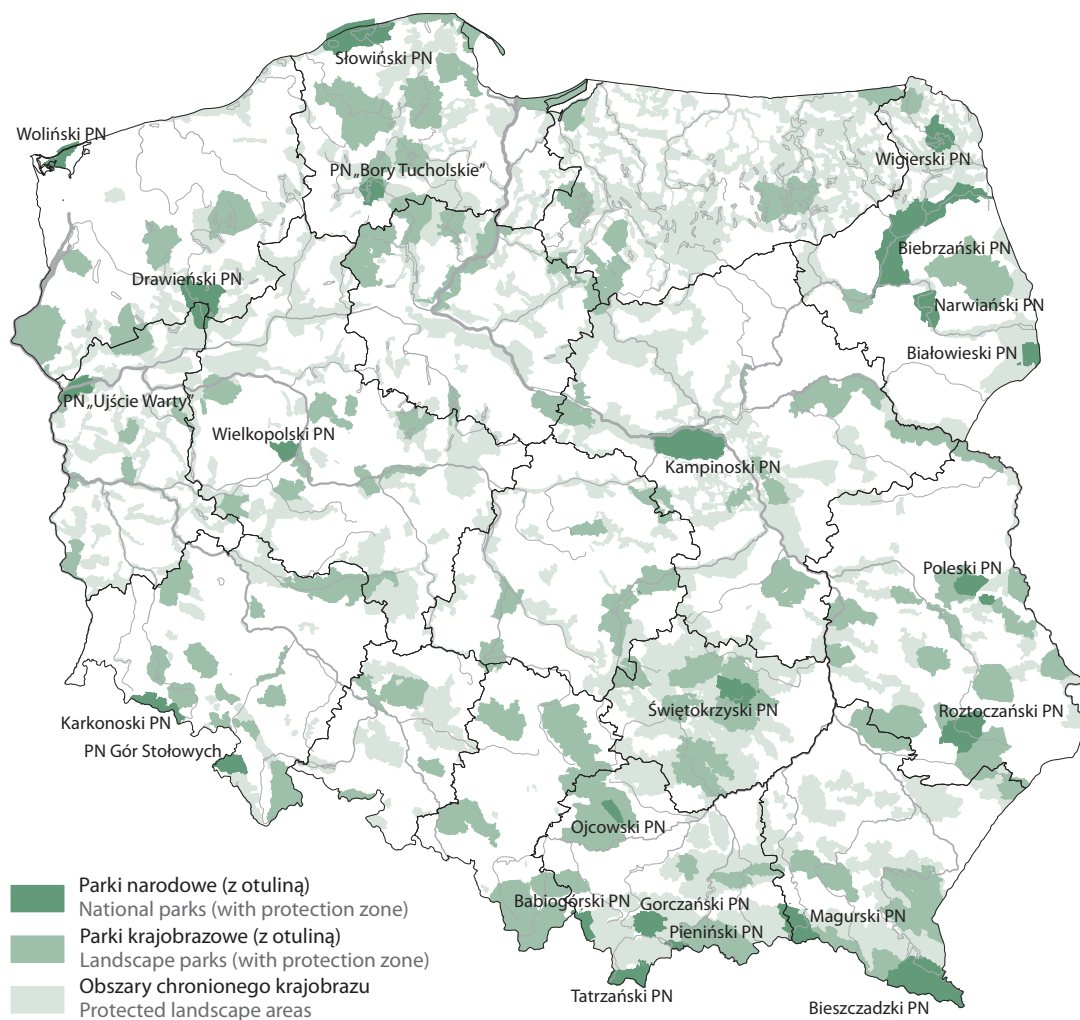 Słowiński PN
Woliński PN
Wigierski PN
PN „Bory Tucholskie”
Biebrzański PN
Drawieński PN
Narwiański PN
Białowieski PN
PN „Ujście Warty”
Wielkopolski PN
Kampinoski PN
Poleski PN
Karkonoski PN
Świętokrzyski PN
Roztoczański PN
PN Gór Stołowych
Ojcowski PN
Babiogórski PN
Gorczański PN
Magurski PN
Pieniński PN
Tatrzański PN
Bieszczadzki PN
Parki narodowe (z otuliną)
National parks (with protection zone)
Parki krajobrazowe (z otuliną)
Landscape parks (with protection zone)
Obszary chronionego krajobrazu
Protected landscape areas